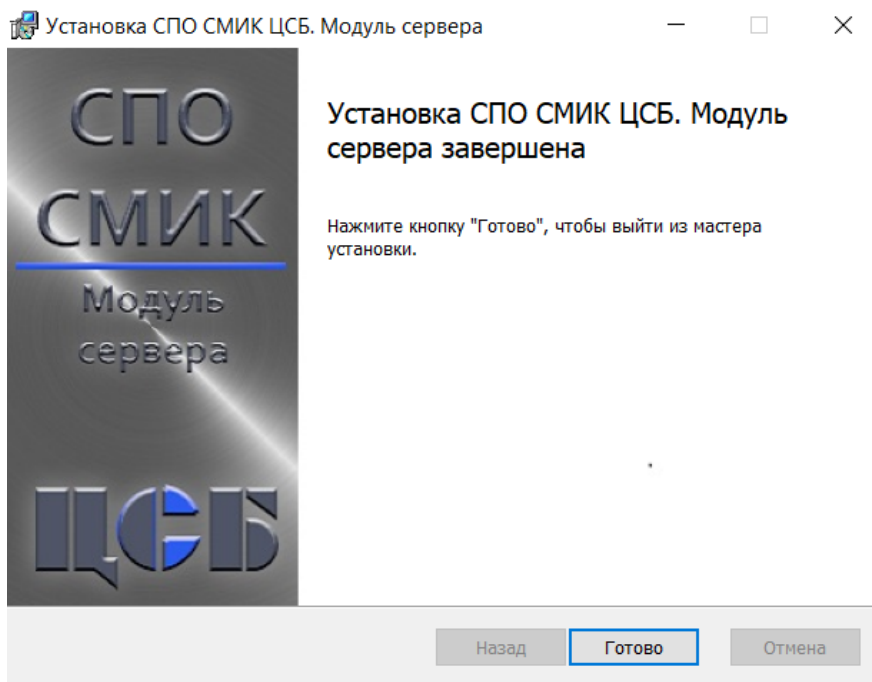 Установка СПО СМИК ЦСБ. Модуль сервера
СПО
СМИК
Модуль
сервера
ЦСБ
Установка СПО СМИК ЦСБ. Модуль
сервера завершена
Нажмите кнопку "Готово", чтобы выйти из мастера
установки.
Назад
Готово
Отмена